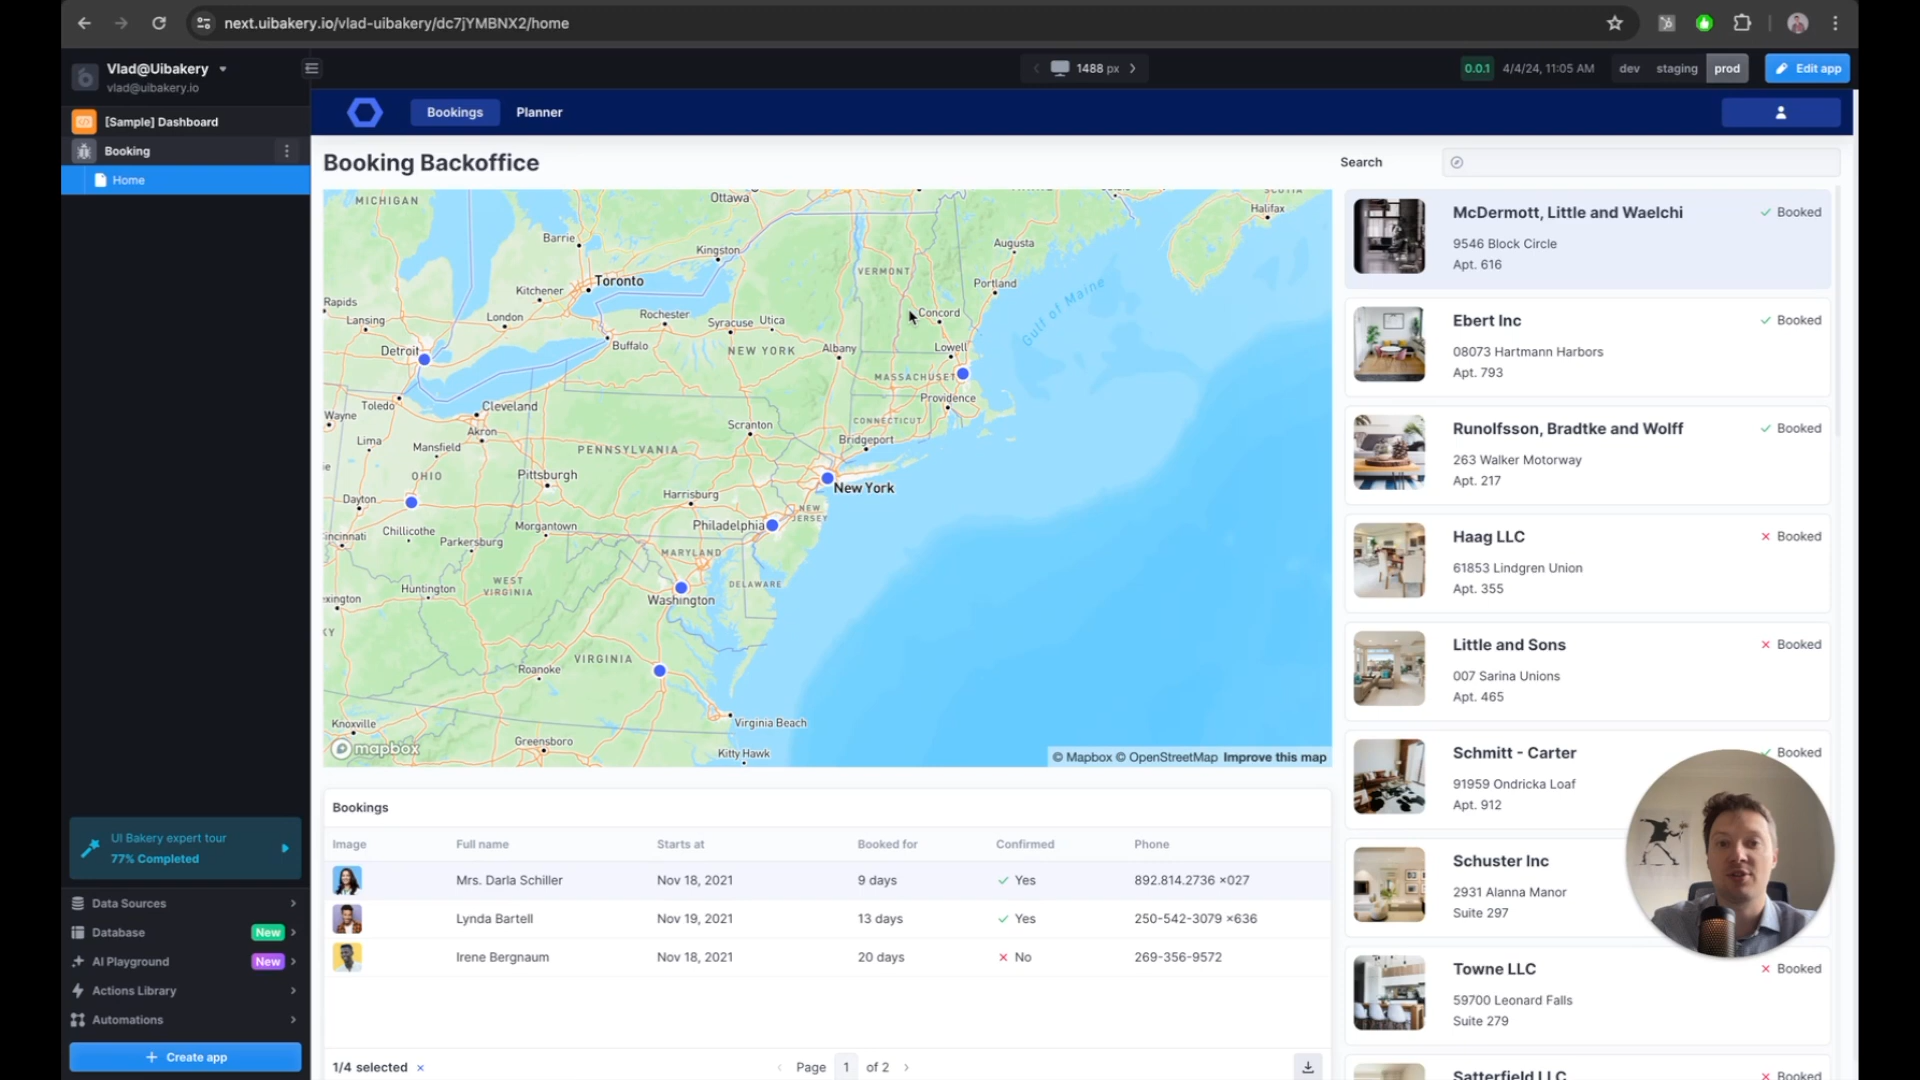 next.uibakery.io/vlad-uibakery/dc7jYMBNX2/home
Vlad@Uibakery
vlad@uibakery.io
1488 px
0.0.1
4/4/24, 11:05 AM
dev
staging
prod
Edit app
[Sample] Dashboard
Booking
Home
UI Bakery expert tour
77% Completed
Data Sources
Database
New
AI Playground
New
Actions Library
Automations
Create app
Bookings
Planner
Booking Backoffice
Search
MICHIGAN
Ottawa
Halifax
Barrie
Kingston
Augusta
VERMONT
Toronto
Portland
Kitchener
Gulf of Maine
Rapids
Lansing
London
Rochester
Syracuse
Utica
Concord
Detroit
Buffalo
NEW YORK
Albany
Lowell
MASSACHUSET
Toledo
Cleveland
Providence
Wayne
Akron
Scranton
CONNECTICUT
Lima
Mansfield
PENNSYLVANIA
Bridgeport
OHIO
Pittsburgh
New York
Dayton
Harrisburg
NEW
JERSEY
Chillicothe
Morgantown
Philadelphia
incinnati
Parkersburg
MARYLAND
Huntington
WEST
VIRGINIA
DELAWARE
exington
Washington
KY
VIRGINIA
Roanoke
Knoxville
Virginia Beach
Greensboro
Kitty Hawk
mapbox
© Mapbox © OpenStreetMap Improve this map
Bookings
Image Full name Starts at Booked for Confirmed Phone
Mrs. Darla Schiller Nov 18, 2021 9 days Yes 892.814.2736 x027
Lynda Bartell Nov 19, 2021 13 days Yes 250-542-3079 x636
Irene Bergnaum Nov 18, 2021 20 days No 269-356-9572
1/4 selected
Page 1 of 2
McDermott, Little and Waelchi
Booked
9546 Block Circle
Apt. 616
Ebert Inc
Booked
08073 Hartmann Harbors
Apt. 793
Runolfsson, Bradtke and Wolff
Booked
263 Walker Motorway
Apt. 217
Haag LLC
Booked
61853 Lindgren Union
Apt. 355
Little and Sons
Booked
007 Sarina Unions
Apt. 465
Schmitt - Carter
Booked
91959 Ondricka Loaf
Apt. 912
Schuster Inc
2931 Alanna Manor
Suite 297
Towne LLC
Booked
59700 Leonard Falls
Suite 279
Satterfield LLC
Booked